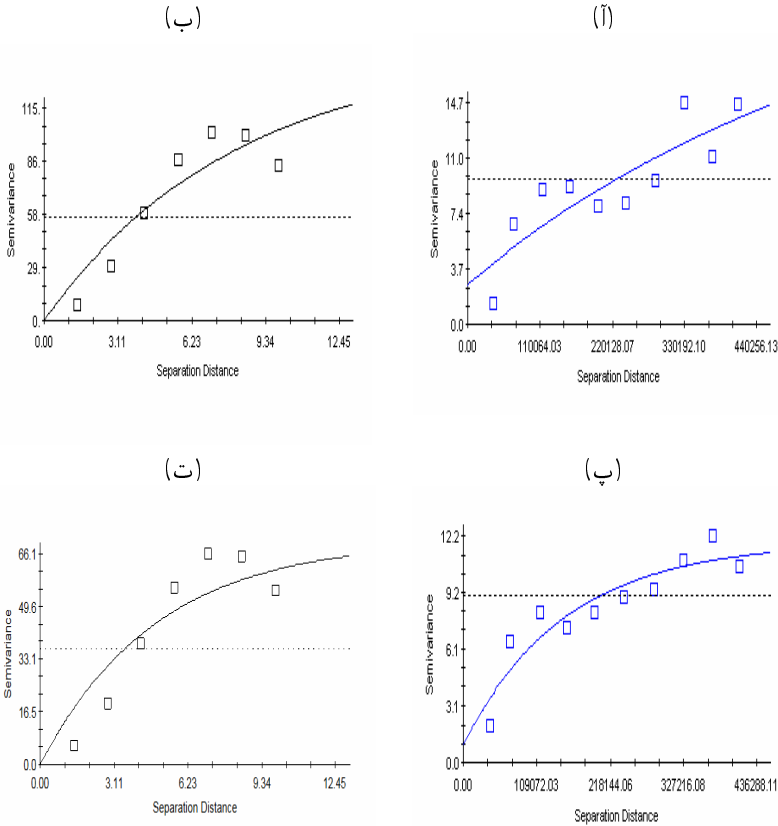 (آ)
14.7
11.0
7.4
3.7
0.0
Semivariance
0.00 110064.03 220128.07 330192.10 440256.13
Separation Distance
(ب)
115.
86.
58.
29.
0.
Semivariance
0.00 3.11 6.23 9.34 12.45
Separation Distance
(پ)
12.2
9.2
6.1
3.1
0.0
Semivariance
0.00 109072.03 218144.06 327216.08 436288.11
Separation Distance
(ت)
66.1
49.6
33.1
16.5
0.0
Semivariance
0.00 3.11 6.23 9.34 12.45
Separation Distance